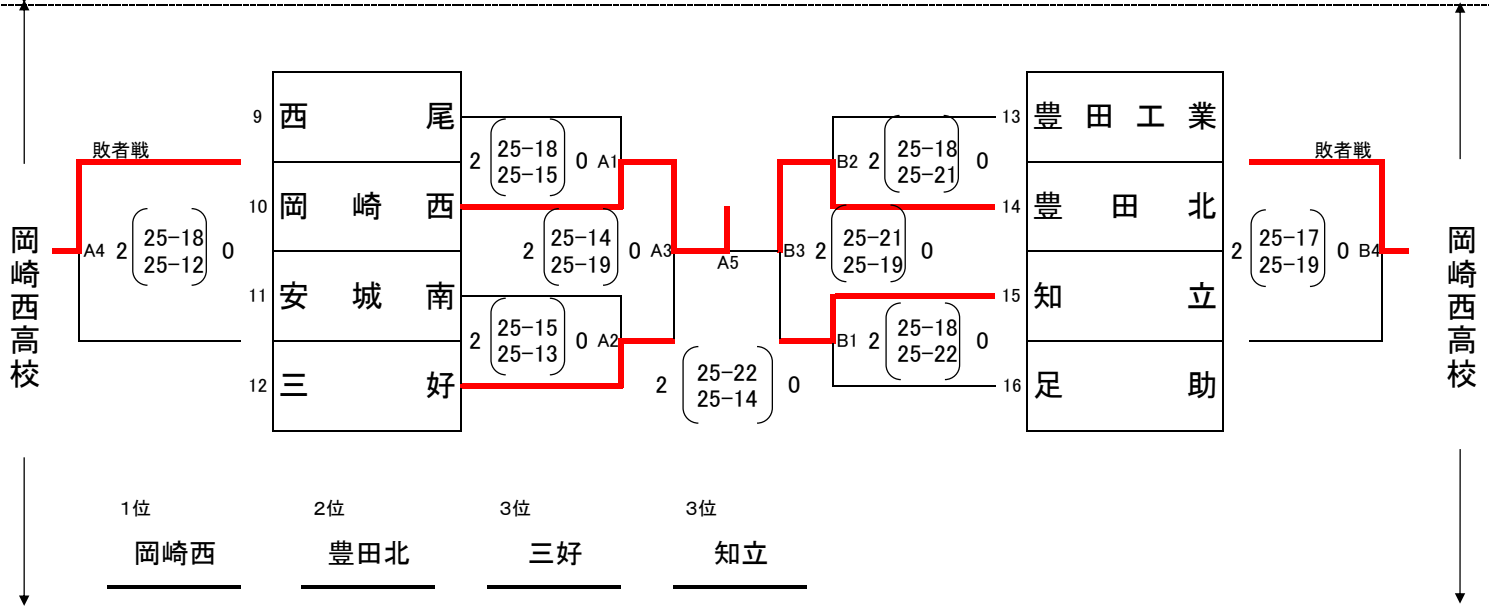 岡崎西高校
敗者戦
A4 2 25-18 0
25-12
9 西尾
10 岡崎西
11 安城南
12 三好
2 25-18 0 A1
25-15
2 25-14 0 A3
25-19
2 25-15 0 A2
25-13
A5
2 25-22 0
25-14
B2 2 25-18 0
25-21
B3 2 25-21 0
25-19
B1 2 25-18 0
25-22
13 豊田工業
14 豊田北
15 知立
16 足助
敗者戦
2 25-17 0 B4
25-19
岡崎西高校
1位 2位 3位 3位
岡崎西 豊田北 三好 知立